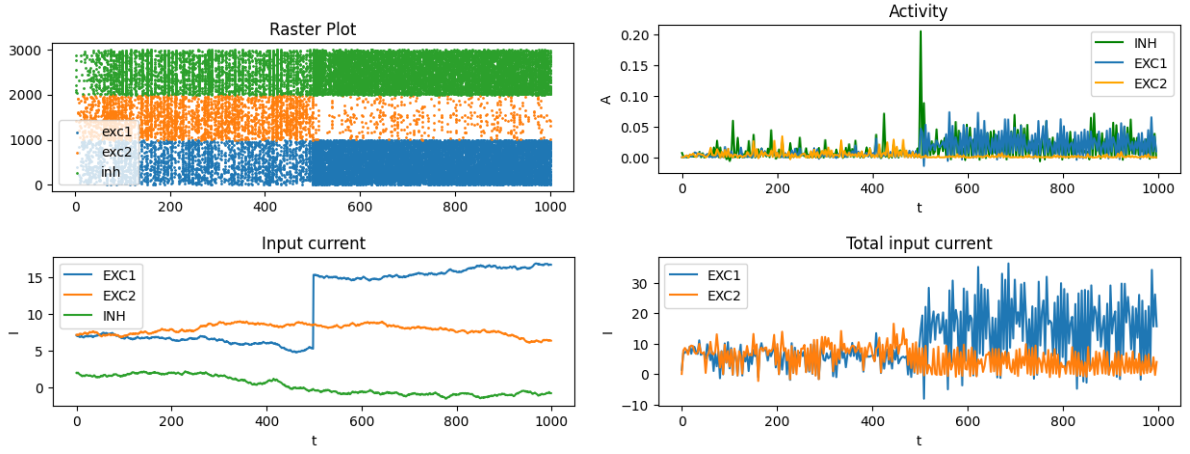 Raster Plot
3000
2000
1000
0
exc1
exc2
inh
0 200 400 600 800 1000
Activity
A
0.20
0.15
0.10
0.05
0.00
INH
EXC1
EXC2
0 200 400 600 800 1000
t
Input current
I
15
10
5
0
EXC1
EXC2
INH
0 200 400 600 800 1000
t
Total input current
I
30
20
10
0
−10
EXC1
EXC2
0 200 400 600 800 1000
t